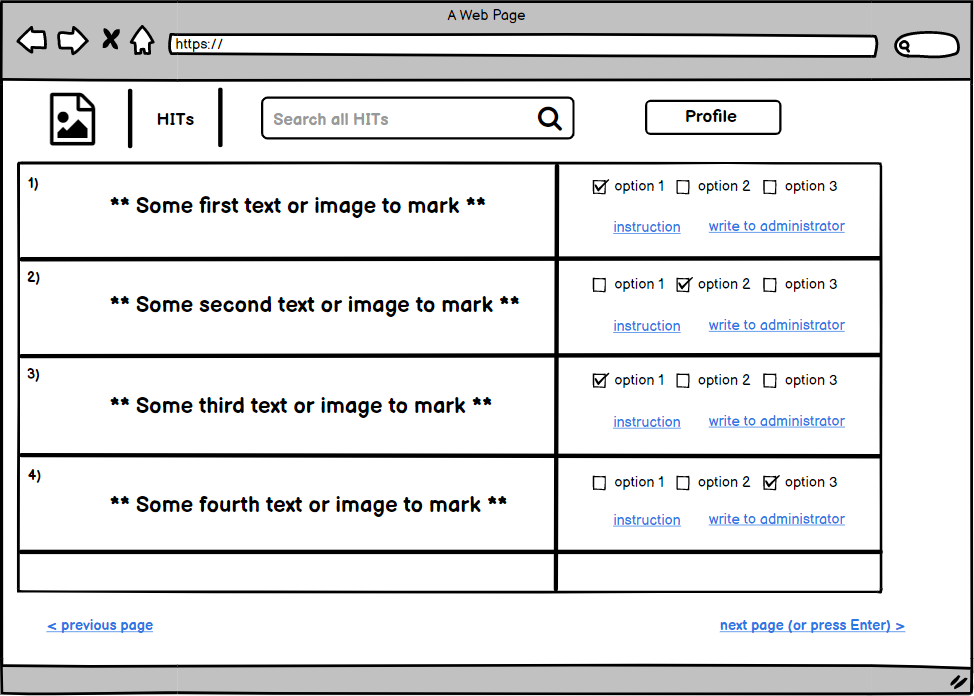 A Web Page
https://
HITs
Search all HITs
Profile
1)
** Some first text or image to mark **
option 1 option 2 option 3
instruction write to administrator
2)
** Some second text or image to mark **
option 1 option 2 option 3
instruction write to administrator
3)
** Some third text or image to mark **
option 1 option 2 option 3
instruction write to administrator
4)
** Some fourth text or image to mark **
option 1 option 2 option 3
instruction write to administrator
< previous page
next page (or press Enter) >